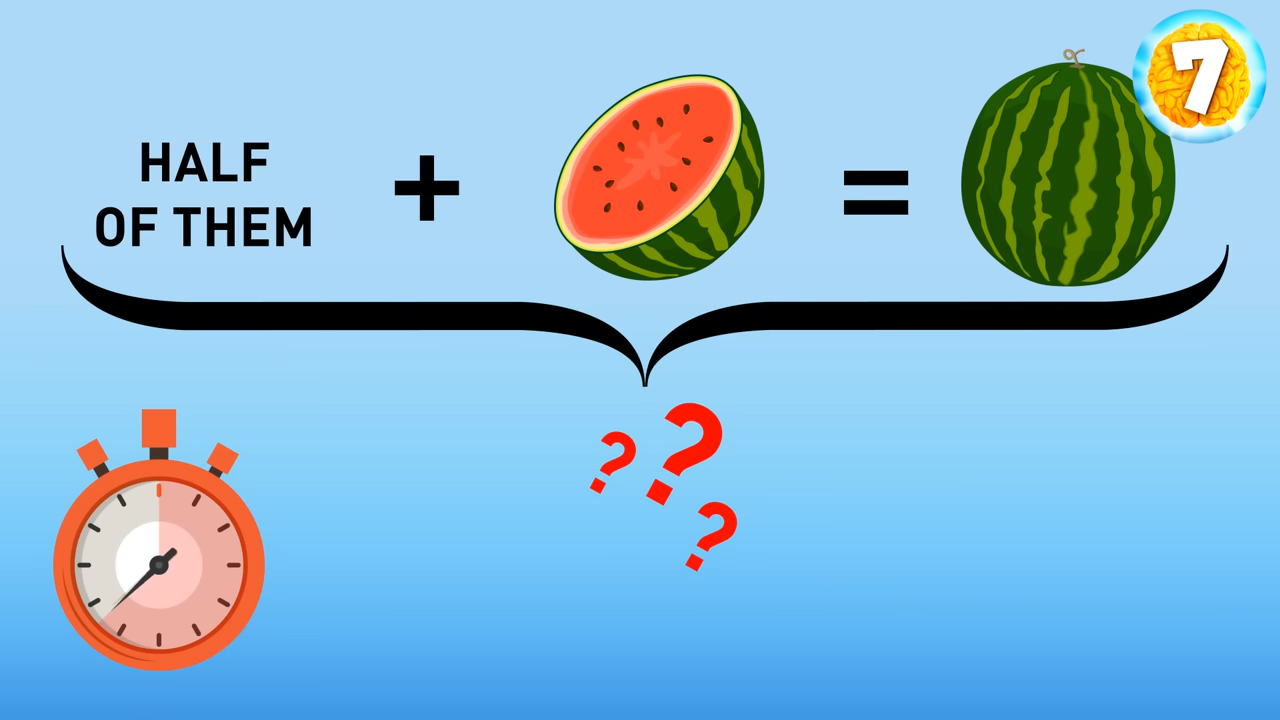 HALF
OF THEM
+
=
7
? ? ?